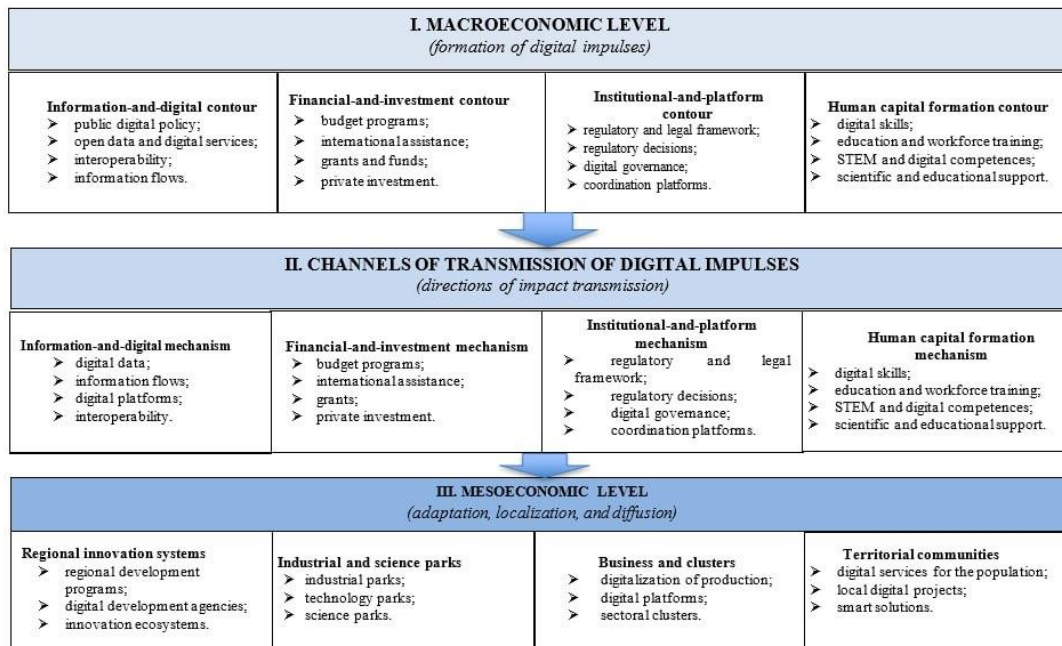 I. MACROECONOMIC LEVEL
(formation of digital impulses)
Information-and-digital contour
➢ public digital policy;
➢ open data and digital services;
➢ interoperability;
➢ information flows.
Financial-and-investment contour
➢ budget programs;
➢ international assistance;
➢ grants and funds;
➢ private investment.
Institutional-and-platform
contour
➢ regulatory and legal framework;
➢ regulatory decisions;
➢ digital governance;
➢ coordination platforms.
Human capital formation contour
➢ digital skills;
➢ education and workforce training;
➢ STEM and digital competences;
➢ scientific and educational support.
II. CHANNELS OF TRANSMISSION OF DIGITAL IMPULSES
(directions of impact transmission)
Information-and-digital mechanism
➢ digital data;
➢ information flows;
➢ digital platforms;
➢ interoperability.
Financial-and-investment mechanism
➢ budget programs;
➢ international assistance;
➢ grants;
➢ private investment.
Institutional-and-platform
mechanism
➢ regulatory and legal
framework;
➢ regulatory decisions;
➢ digital governance;
➢ coordination platforms.
Human capital formation
mechanism
➢ digital skills;
➢ education and workforce training;
➢ STEM and digital competences;
➢ scientific and educational support.
III. MESOECONOMIC LEVEL
(adaptation, localization, and diffusion)
Regional innovation systems
➢ regional development
programs;
➢ digital development agencies;
➢ innovation ecosystems.
Industrial and science parks
➢ industrial parks;
➢ technology parks;
➢ science parks.
Business and clusters
➢ digitalization of production;
➢ digital platforms;
➢ sectoral clusters.
Territorial communities
➢ digital services for the population;
➢ local digital projects;
➢ smart solutions.